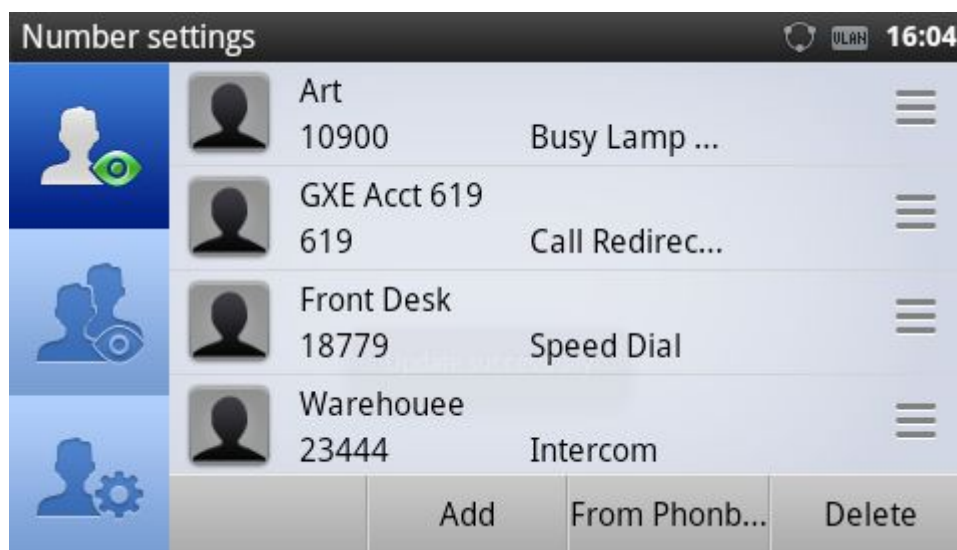 Number settings
VLAN 16:04
Art
10900 Busy Lamp ...
GXE Acct 619
619 Call Redirec...
Front Desk
18779 Speed Dial
Warehouee
23444 Intercom
Add From Phonb... Delete